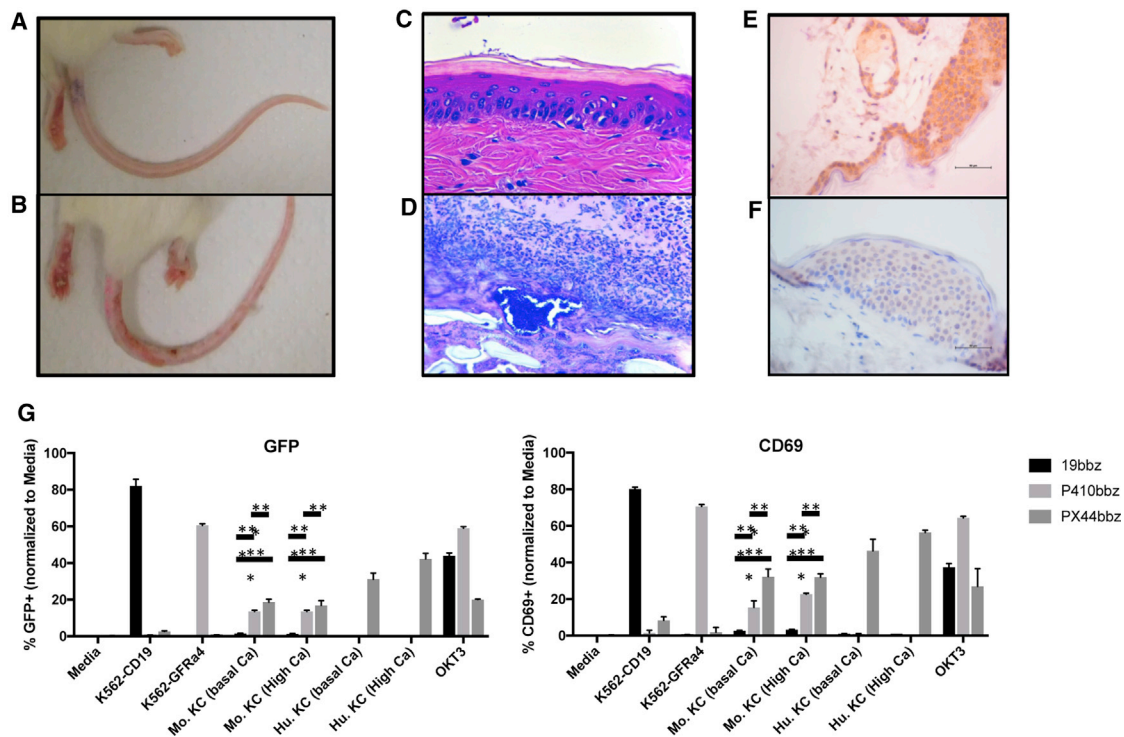 A
B
C
D
E
F
G
GFP
% GFP+ (normalized to Media)
100
80
60
40
20
0
** **
** *
*** ***
* *
Media
K562-CD19
K562-GFRa4
Mo. KC (basal Ca)
Mo. KC (High Ca)
Hu. KC (basal Ca)
Hu. KC (High Ca)
OKT3
CD69
% CD69+ (normalized to Media)
100
80
60
40
20
0
** **
** *
*** ***
* *
Media
K562-CD19
K562-GFRa4
Mo. KC (basal Ca)
Mo. KC (High Ca)
Hu. KC (basal Ca)
Hu. KC (High Ca)
OKT3
19bbz
P410bbz
PX44bbz